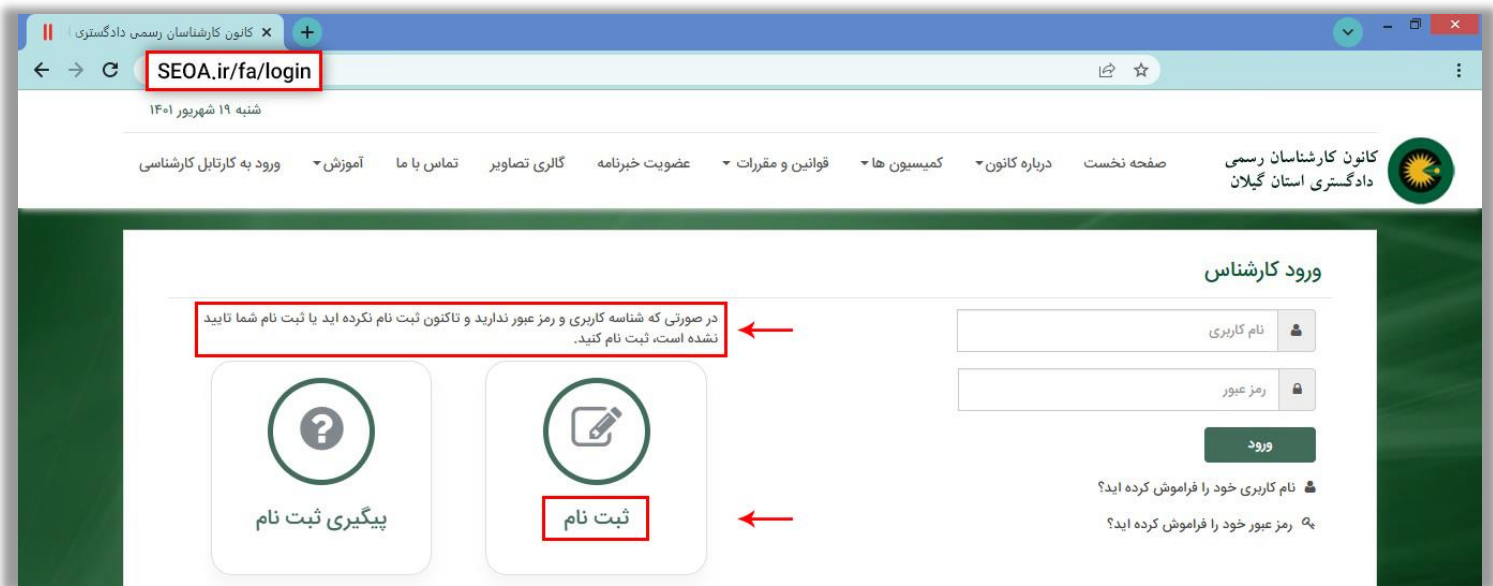 کانون کارشناسان رسمی دادگستری ا
SEOA.ir/fa/login
شنبه ۱۹ شهریور ۱۴۰۱
کانون کارشناسان رسمی
دادگستری استان گیلان
صفحه نخست
درباره کانون
کمیسیون ها
قوانین و مقررات
عضویت خبرنامه
گالری تصاویر
تماس با ما
آموزش
ورود به کارتابل کارشناسی
ورود کارشناس
نام کاربری
رمز عبور
ورود
نام کاربری خود را فراموش کرده اید؟
رمز عبور خود را فراموش کرده اید؟
در صورتی که شناسه کاربری و رمز عبور ندارید و تاکنون ثبت نام نکرده اید یا ثبت نام شما تایید
نشده است، ثبت نام کنید.
ثبت نام
پیگیری ثبت نام